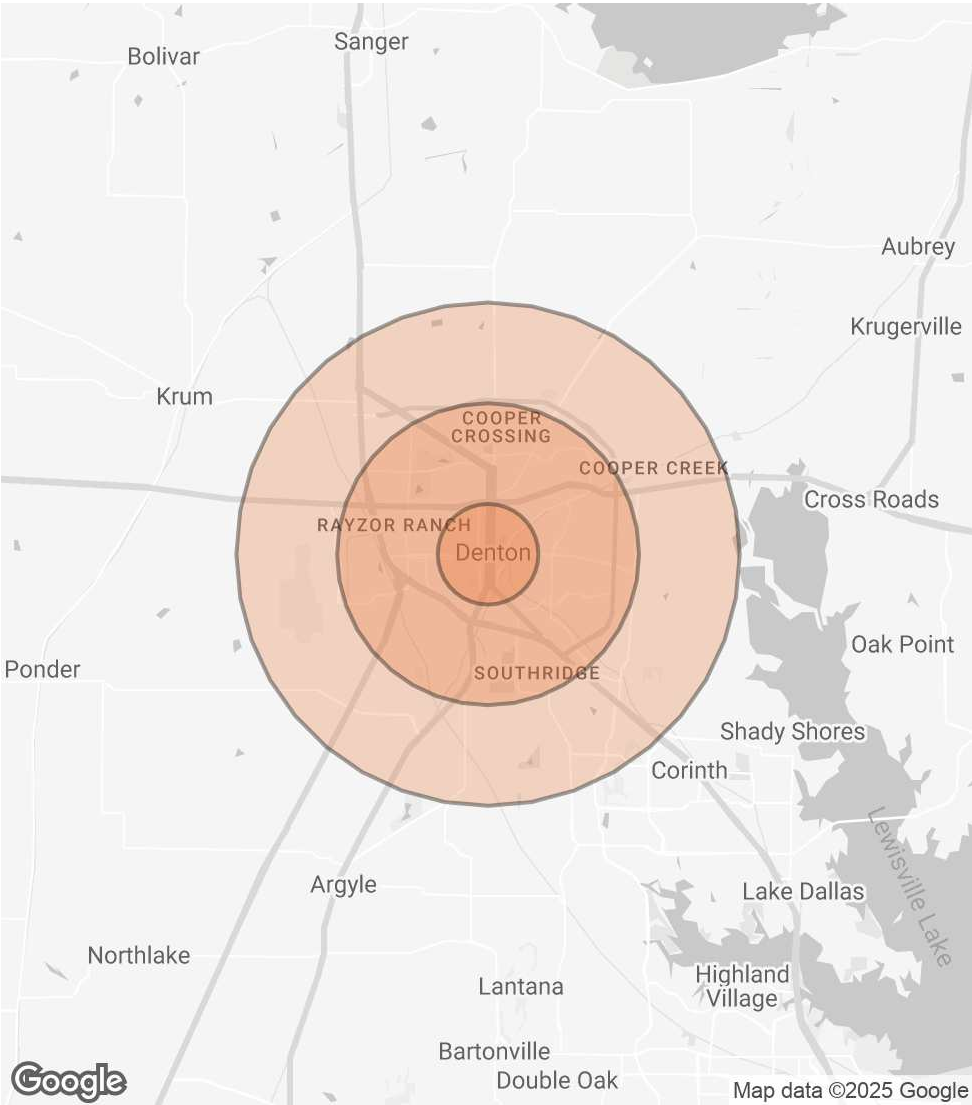 Sanger
Bolivar
Aubrey
Krugerville
Krum
COOPER
CROSSING
COOPER CREEK
Cross Roads
RAYZOR RANCH
Denton
Oak Point
Ponder
SOUTHRIDGE
Shady Shores
Corinth
Lewisville Lake
Argyle
Lake Dallas
Northlake
Highland
Village
Lantana
Bartonville
Double Oak
Google
Map data ©2025 Google